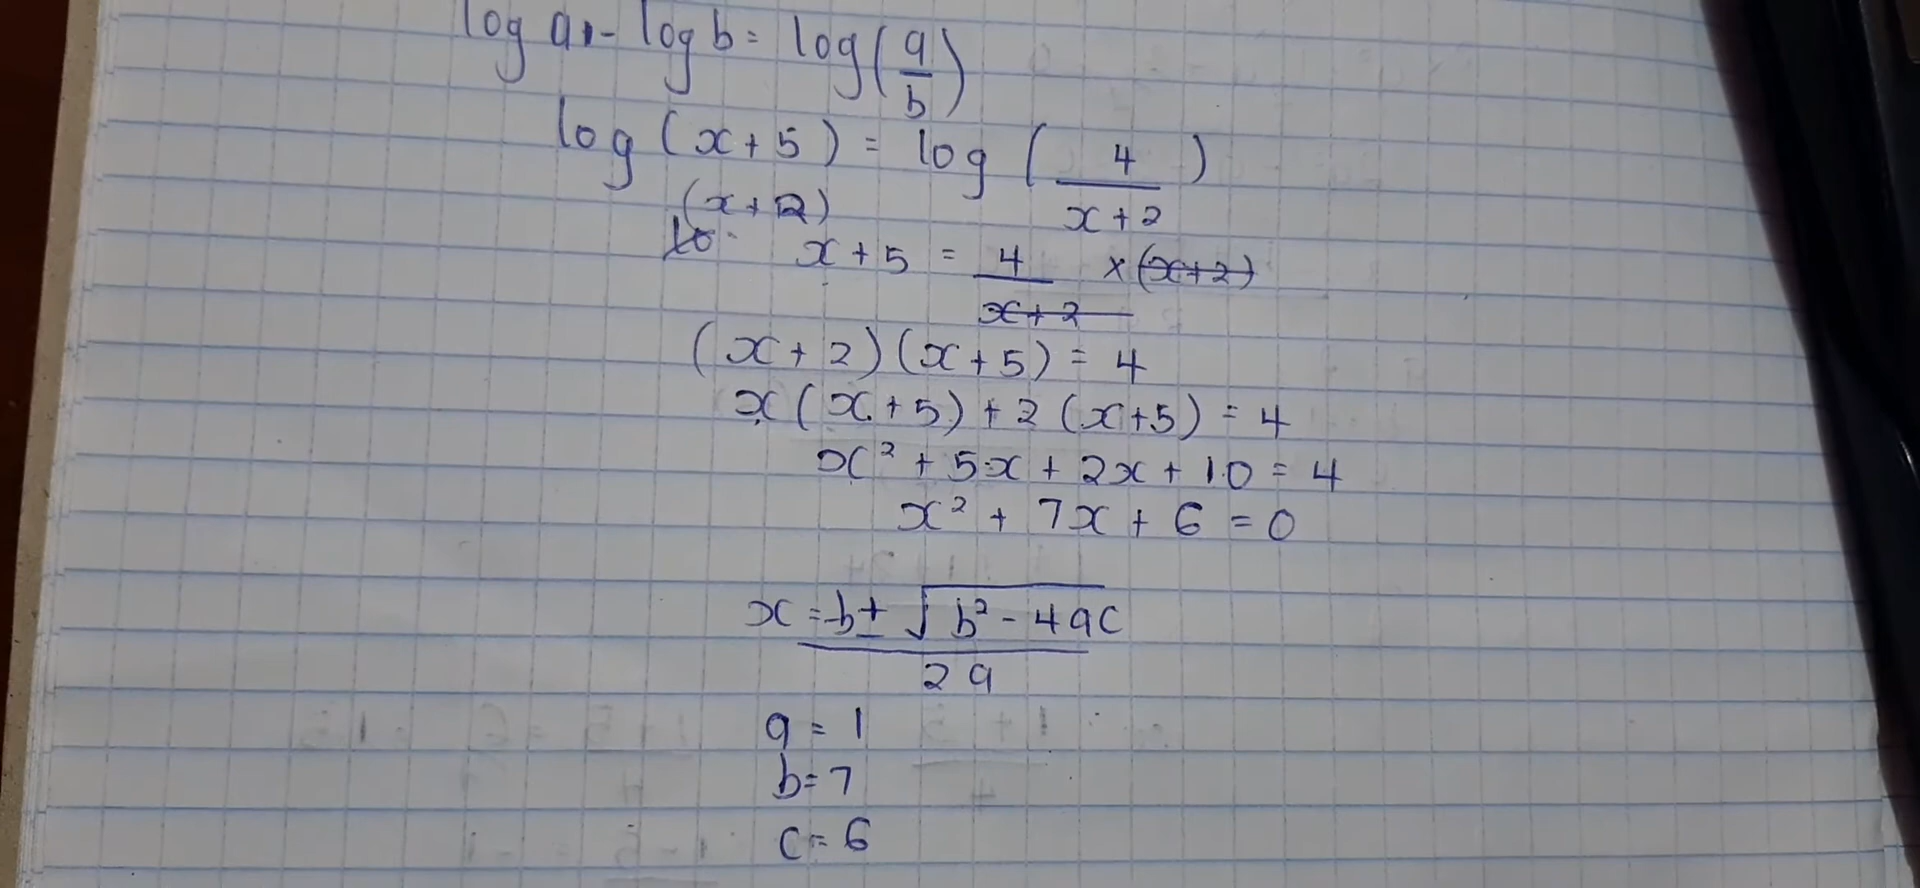 log a - log b = log(a/b)
log (x+5) = log ( 4/x+2 )
(x+2)
x+5 = 4/x+2 ×(x+2)
(x+2)(x+5) = 4
x(x+5) + 2(x+5) = 4
x² + 5x + 2x + 10 = 4
x² + 7x + 6 = 0
x = -b ± √b² - 4ac / 2a
a = 1
b = 7
c = 6